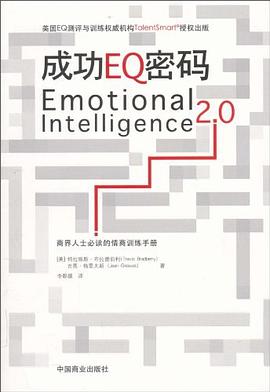 美国EQ测评与训练权威机构TalentSmart®授权出版
成功EQ密码
Emotional
Intelligence 2.0
商界人士必读的情商训练手册
[美] 特拉维斯·布拉德伯利(Travis Bradberry)
吉恩·格里夫斯 (Jean Greaves) 著
译
中国商业出版社